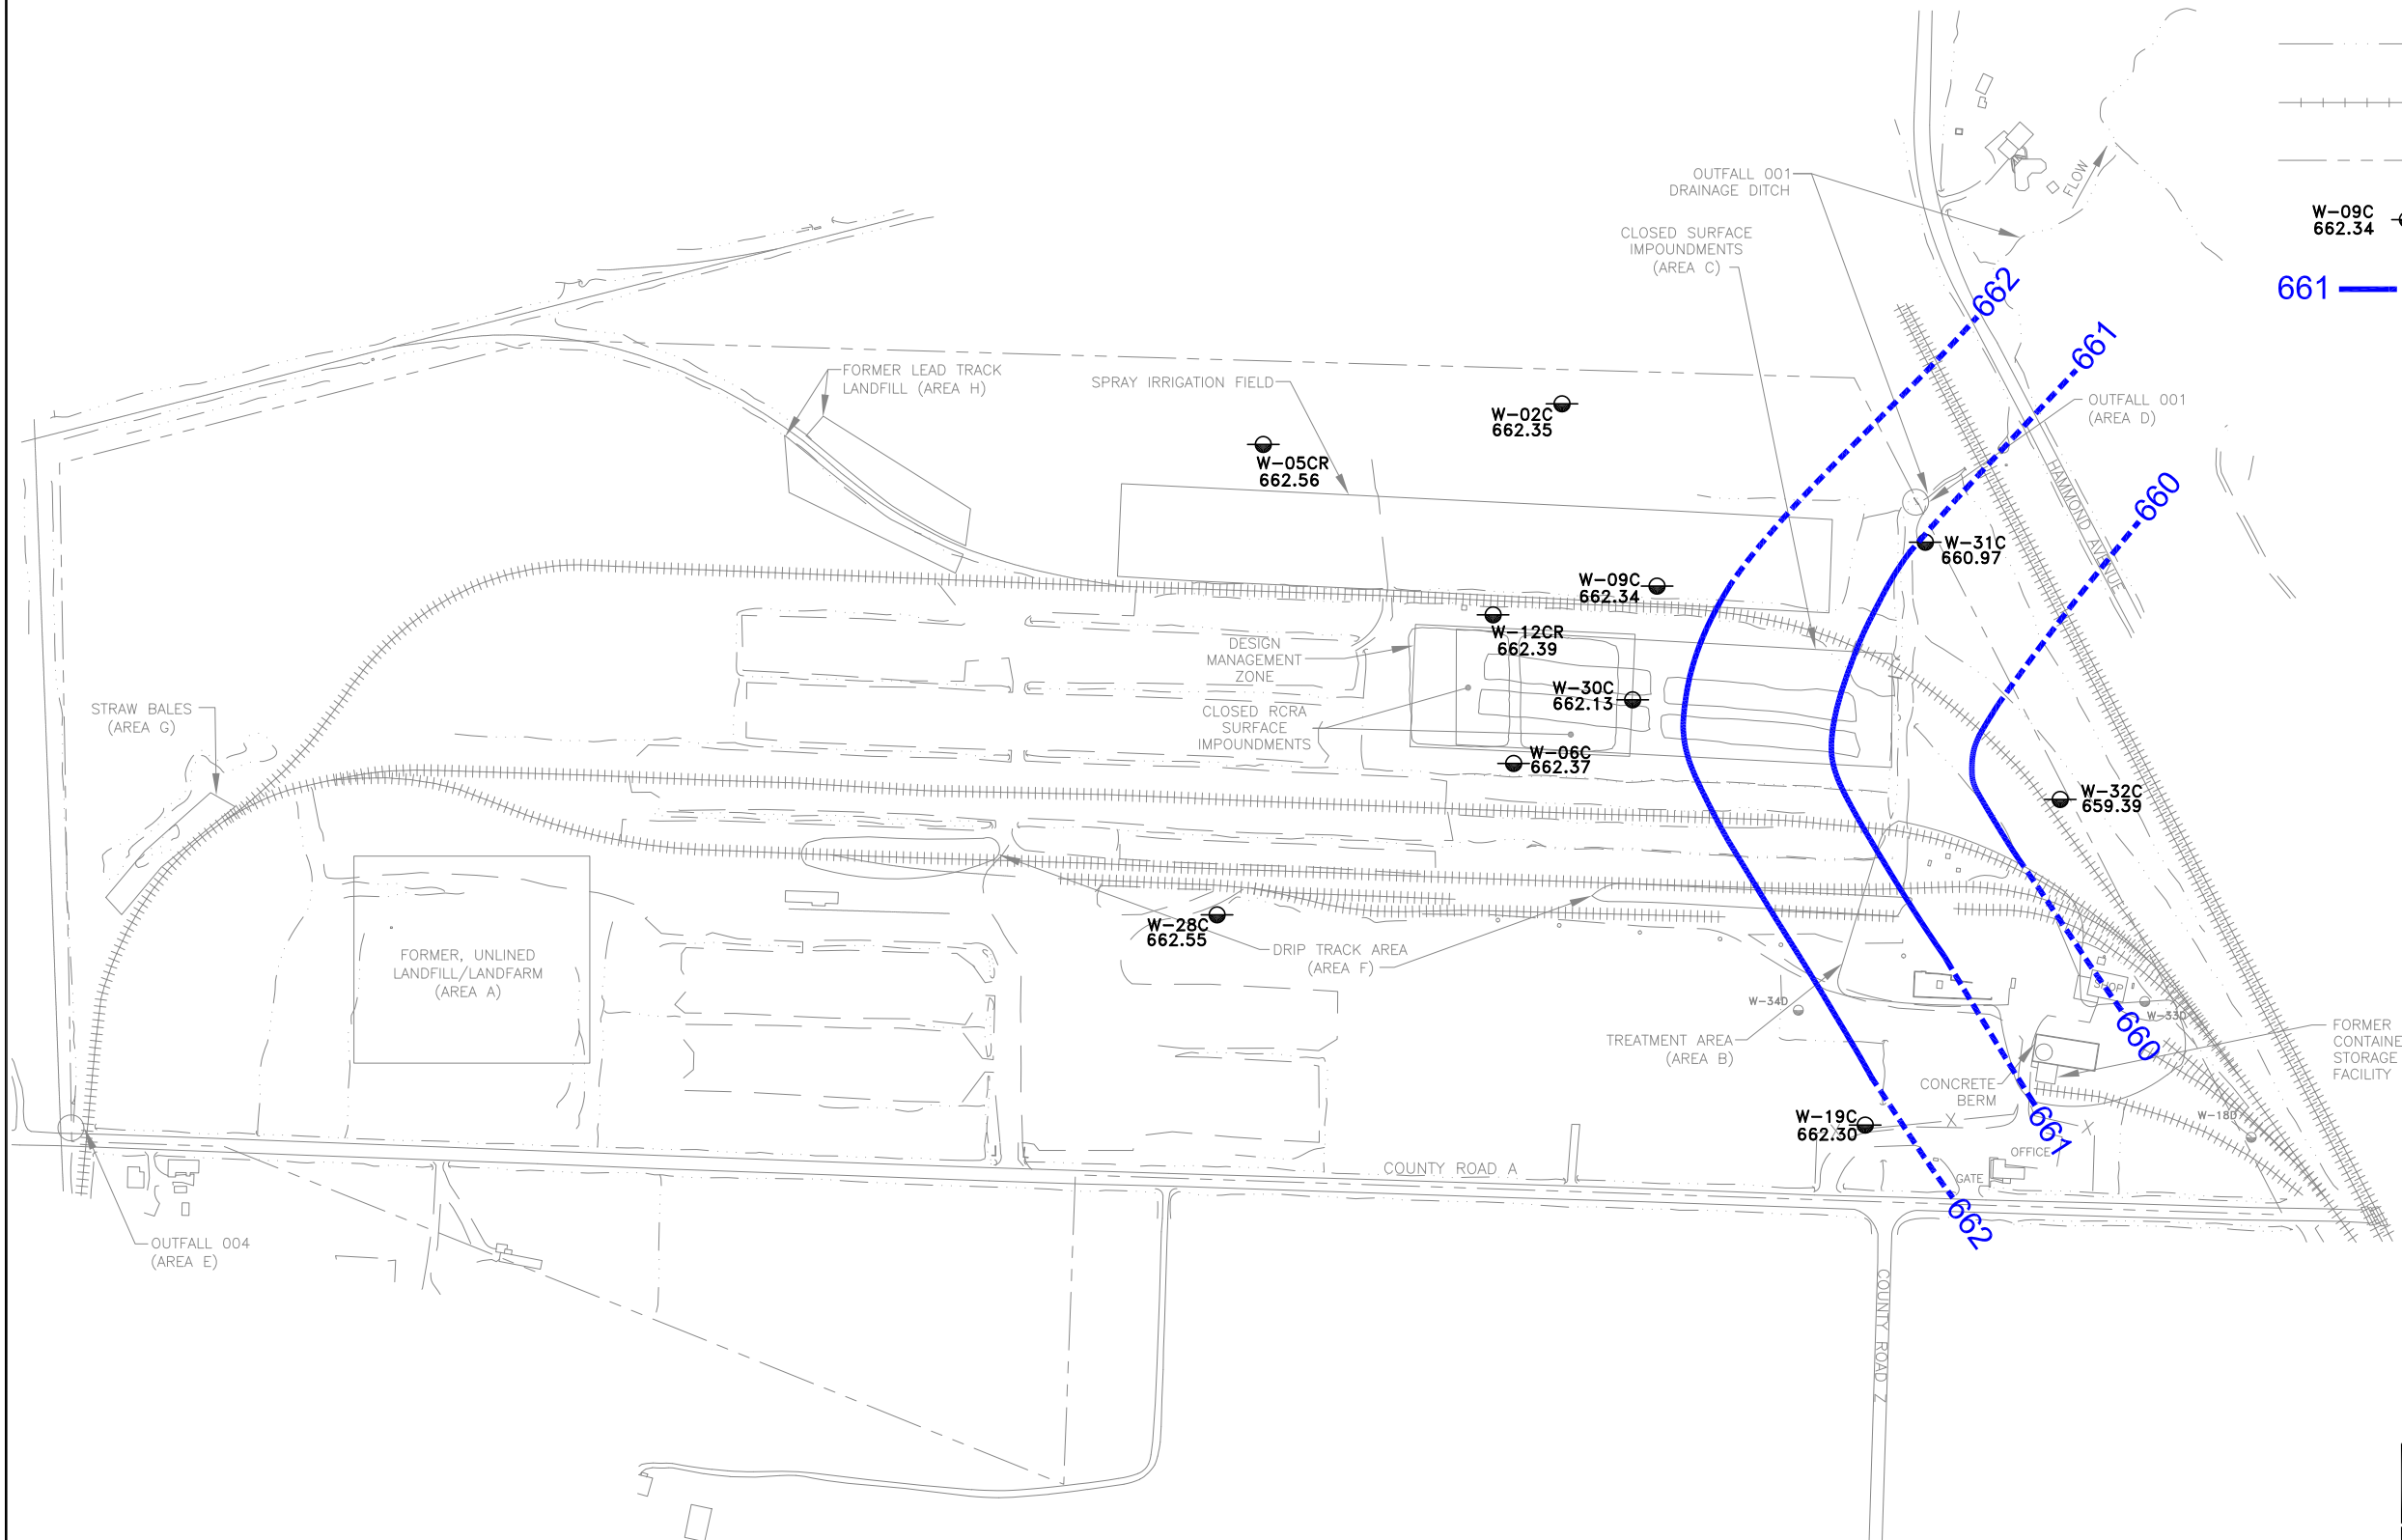 OUTFALL 001
DRAINAGE DITCH
FLOW
W-09C
662.34
CLOSED SURFACE
IMPOUNDMENTS
(AREA C)
661
662
661
FORMER LEAD TRACK
LANDFILL (AREA H)
SPRAY IRRIGATION FIELD
W-02C
662.35
OUTFALL 001
(AREA D)
W-05CR
662.56
HAMMOND AVENUE
660
W-31C
660.97
W-09C
662.34
W-12CR
662.39
DESIGN
MANAGEMENT
ZONE
W-30C
662.13
STRAW BALES
(AREA G)
CLOSED RCRA
SURFACE
IMPOUNDMENTS
W-06C
662.37
W-32C
659.39
W-28C
662.55
DRIP TRACK AREA
(AREA F)
FORMER, UNLINED
LANDFILL/LANDFARM
(AREA A)
SHOP
W-34D
W-33D
660
TREATMENT AREA
(AREA B)
FORMER
CONTAINE
STORAGE
FACILITY
CONCRETE
BERM
W-19C
662.30
W-18D
661
OFFICE
COUNTY ROAD A
GATE
662
OUTFALL 004
(AREA E)
COUNTY ROAD Z